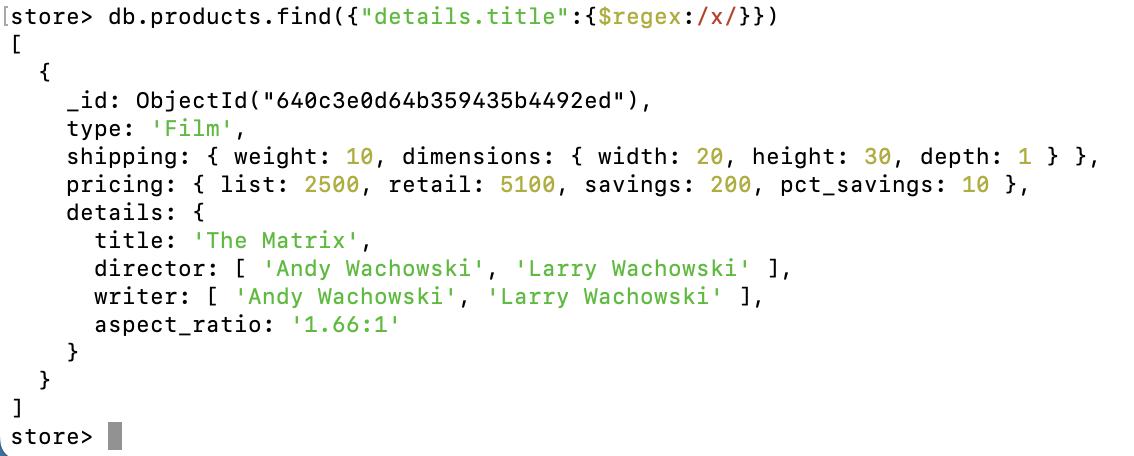 [store> db.products.find({"details.title":{$regex:/x/}})
[
  {
    _id: ObjectId("640c3e0d64b359435b4492ed"),
    type: 'Film',
    shipping: { weight: 10, dimensions: { width: 20, height: 30, depth: 1 } },
    pricing: { list: 2500, retail: 5100, savings: 200, pct_savings: 10 },
    details: {
      title: 'The Matrix',
      director: [ 'Andy Wachowski', 'Larry Wachowski' ],
      writer: [ 'Andy Wachowski', 'Larry Wachowski' ],
      aspect_ratio: '1.66:1'
    }
  }
]
store>